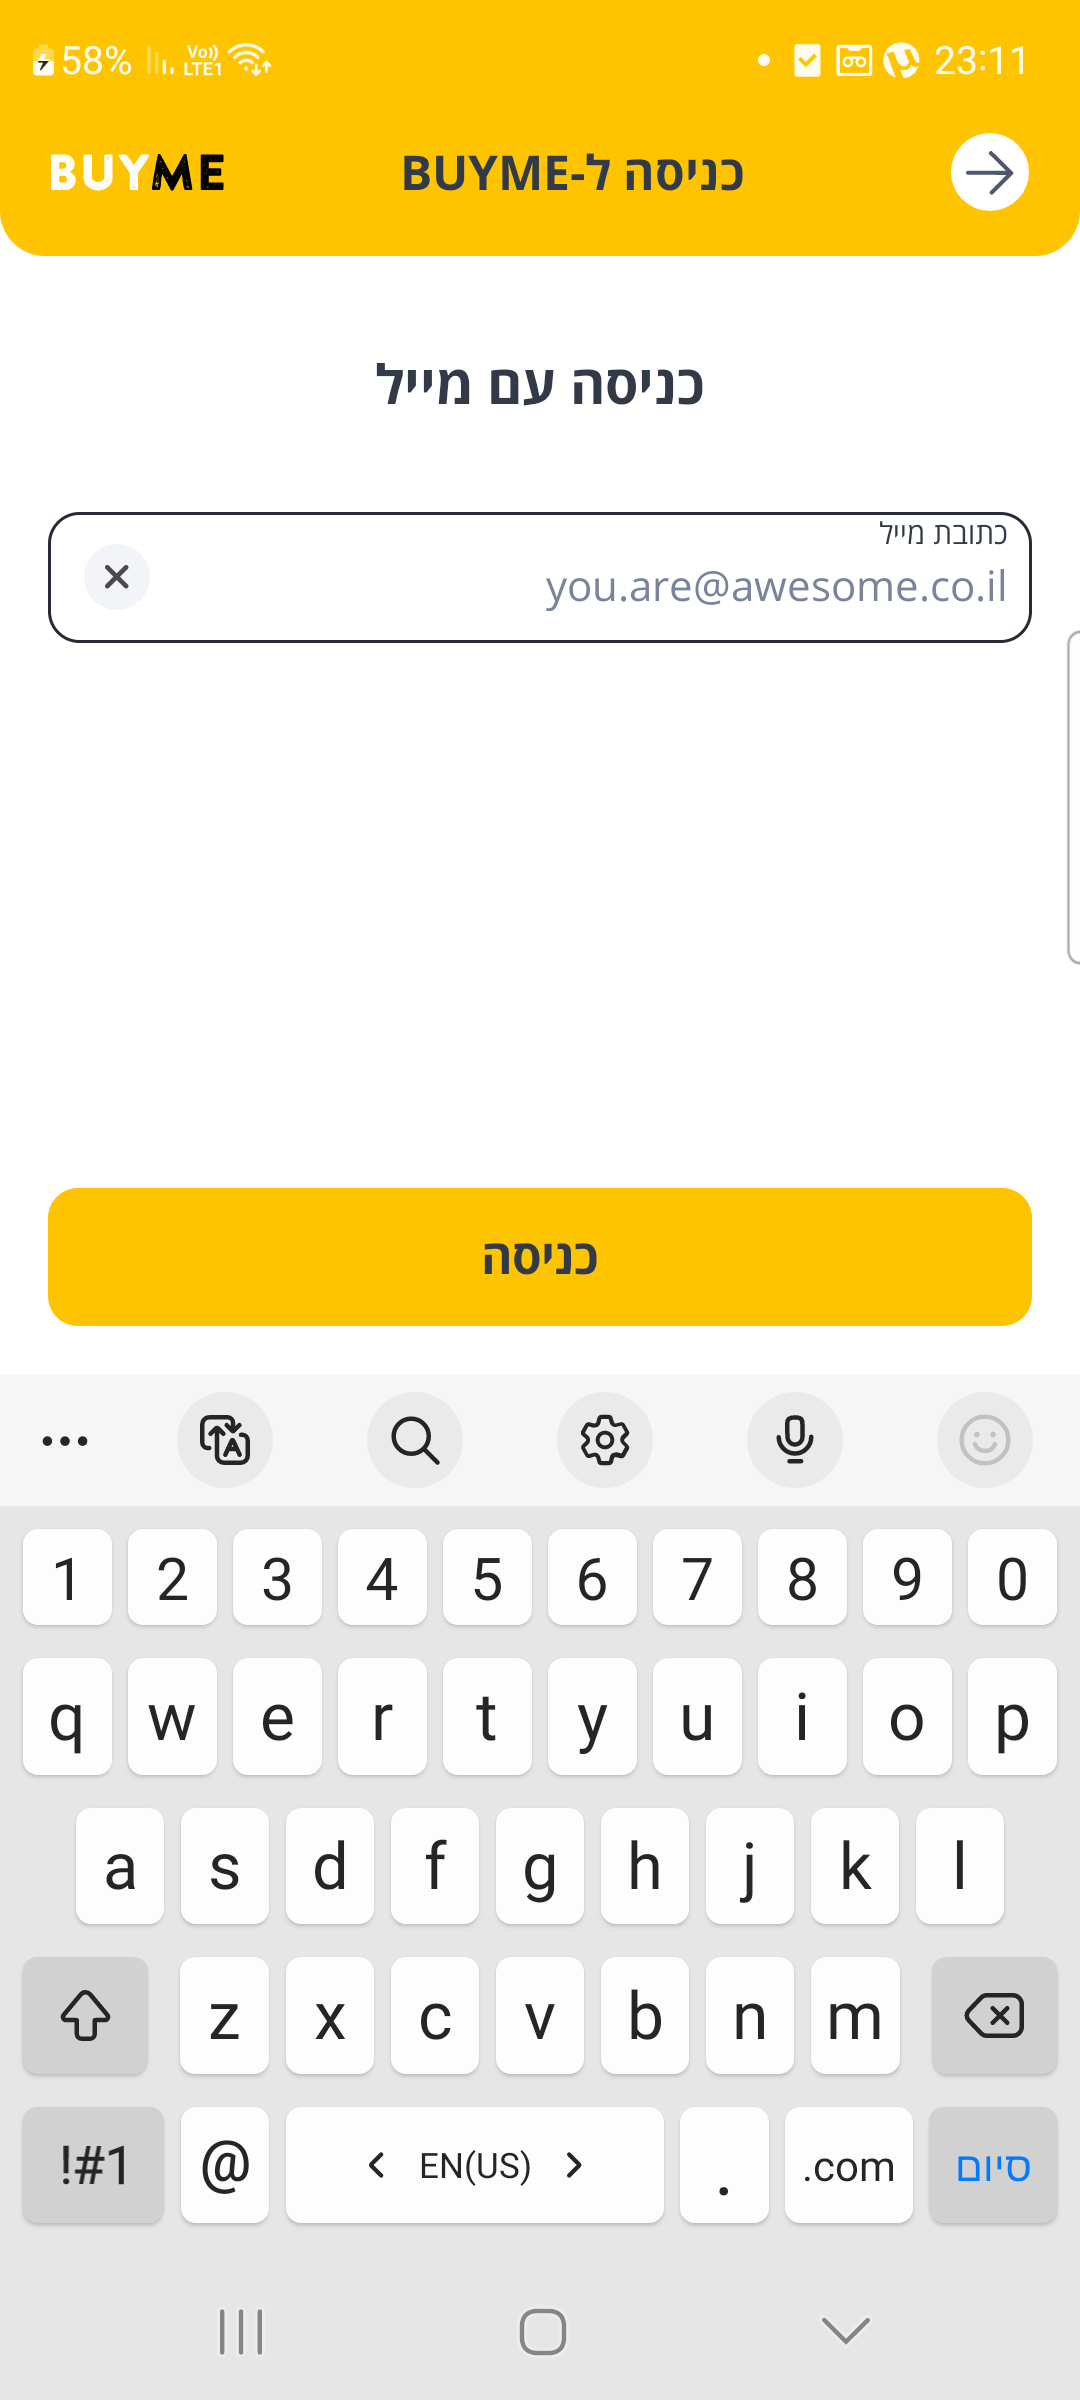 58% Vo)) LTE1 23:11
BUYME כניסה ל-BUYME
כניסה עם מייל
כתובת מייל
you.are@awesome.co.il
כניסה
1 2 3 4 5 6 7 8 9 0
q w e r t y u i o p
a s d f g h j k l
z x c v b n m
!#1 @ EN(US) . .com סיום